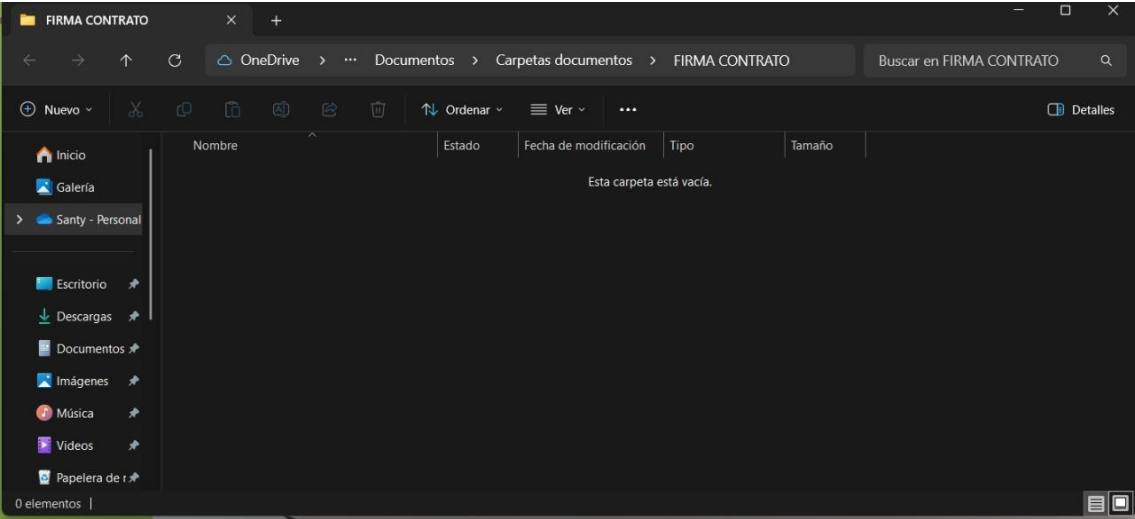 FIRMA CONTRATO
OneDrive > ... Documentos > Carpetas documentos > FIRMA CONTRATO Buscar en FIRMA CONTRATO
Nuevo Ordenar Ver ... Detalles
Nombre Estado Fecha de modificación Tipo Tamaño
Esta carpeta está vacía.
Inicio
Galería
Santy - Personal
Escritorio
Descargas
Documentos
Imágenes
Música
Videos
Papelera de r
0 elementos